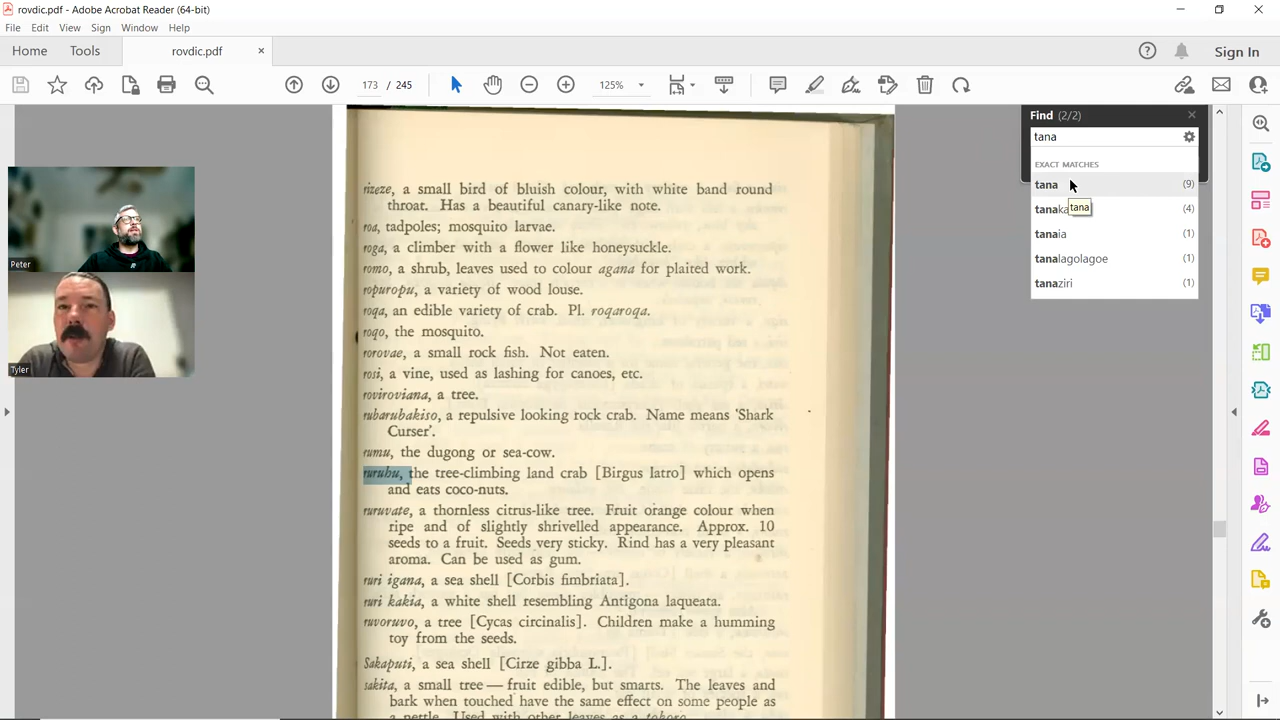 rovdic.pdf - Adobe Acrobat Reader (64-bit)
File Edit View Sign Window Help
Home Tools rovdic.pdf × Sign In
173 / 245 125%
Find (2/2)
tana
EXACT MATCHES
tana (9)
tanaka (4)
tana
tanaia (1)
tanalagolagoe (1)
tanaziri (1)
Peter
Tyler
rizeze, a small bird of bluish colour, with white band round
throat. Has a beautiful canary-like note.
roa, tadpoles; mosquito larvae.
roga, a climber with a flower like honeysuckle.
romo, a shrub, leaves used to colour agana for plaited work.
ropuropu, a variety of wood louse.
roqa, an edible variety of crab. Pl. roqaroqa.
roqo, the mosquito.
rorovae, a small rock fish. Not eaten.
rosi, a vine, used as lashing for canoes, etc.
roviroviana, a tree.
rubarubakiso, a repulsive looking rock crab. Name means 'Shark
Curser'.
rumu, the dugong or sea-cow.
ruruhu, the tree-climbing land crab [Birgus latro] which opens
and eats coco-nuts.
ruruvate, a thornless citrus-like tree. Fruit orange colour when
ripe and of slightly shrivelled appearance. Approx. 10
seeds to a fruit. Seeds very sticky. Rind has a very pleasant
aroma. Can be used as gum.
ruri igana, a sea shell [Corbis fimbriata].
ruri kakia, a white shell resembling Antigona laqueata.
ruvoruvo, a tree [Cycas circinalis]. Children make a humming
toy from the seeds.
Sakaputi, a sea shell [Cirze gibba L.].
sakita, a small tree — fruit edible, but smarts. The leaves and
bark when touched have the same effect on some people as
a nettle. Used with other leaves as a tokoro.